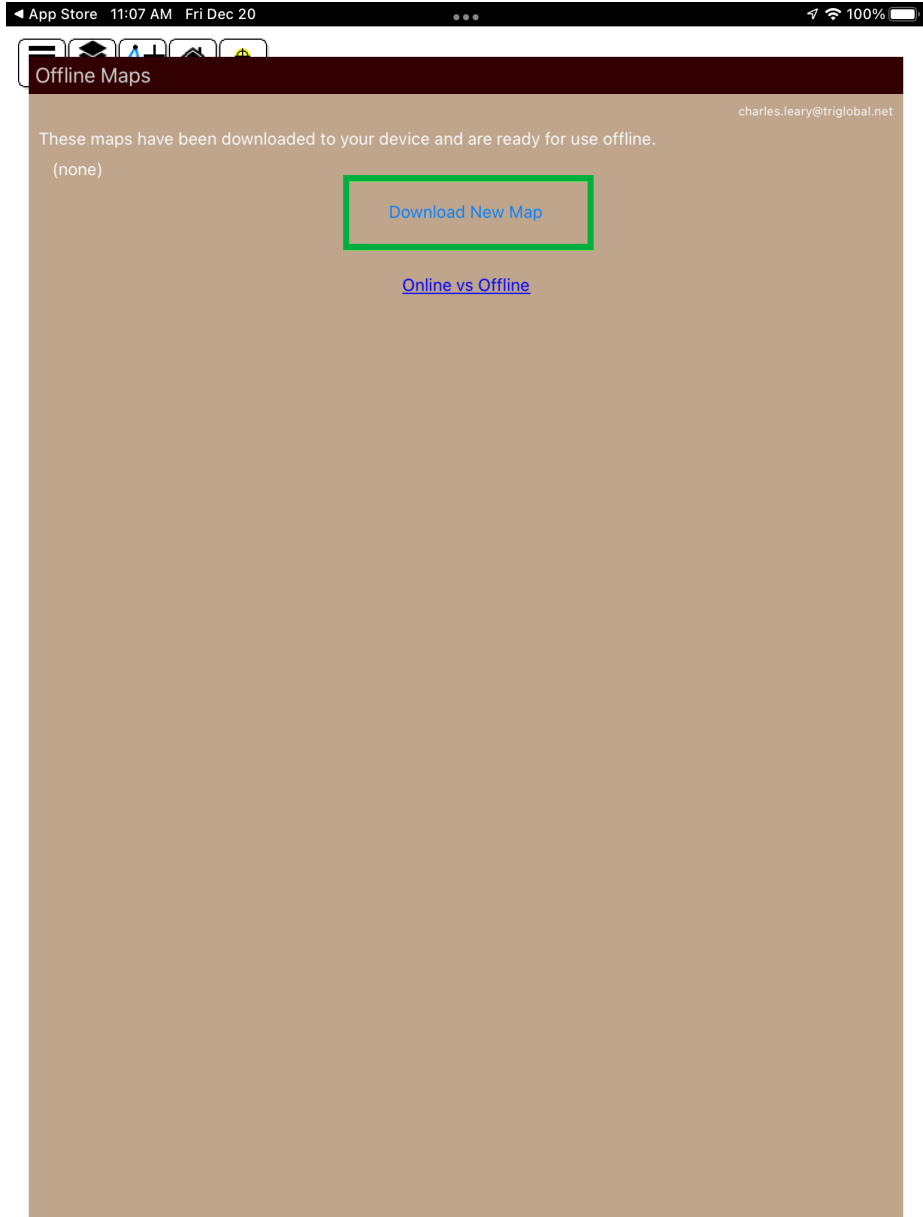 App Store 11:07 AM Fri Dec 20 100%
Offline Maps
charles.leary@triglobal.net
These maps have been downloaded to your device and are ready for use offline.
(none)
Download New Map
Online vs Offline